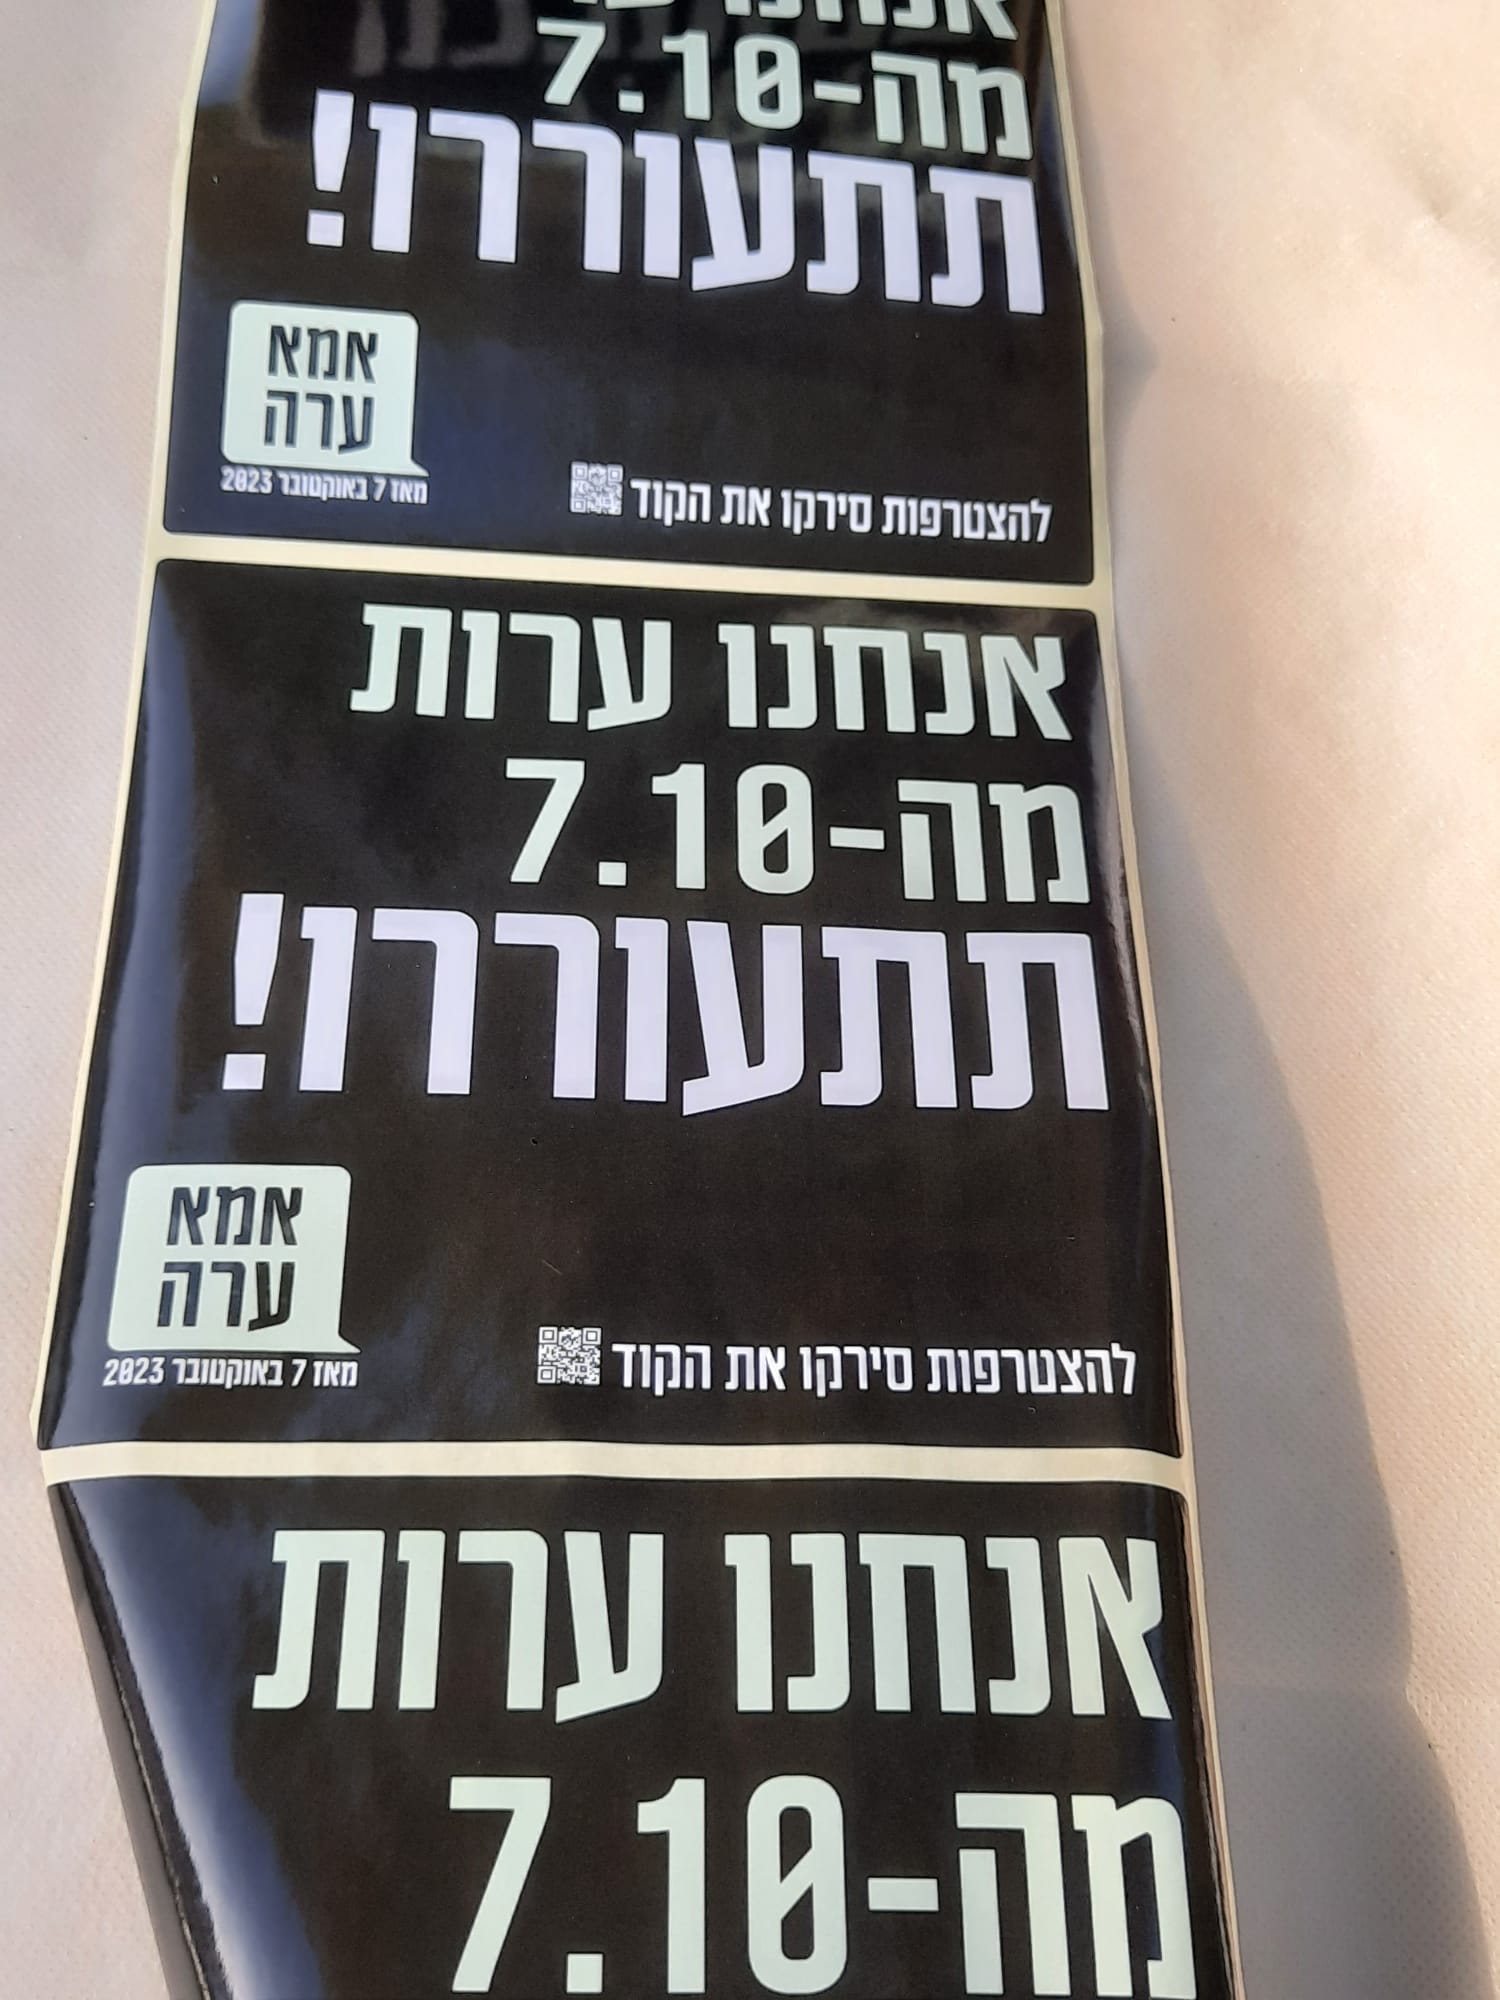 מה-7.10
תתעוררו!
אמא
ערה
מאז 7 באוקטובר 2023
להצטרפות סירקו את הקוד
אנחנו ערות
מה-7.10
תתעוררו!
אמא
ערה
מאז 7 באוקטובר 2023
להצטרפות סירקו את הקוד
אנחנו ערות
מה-7.10